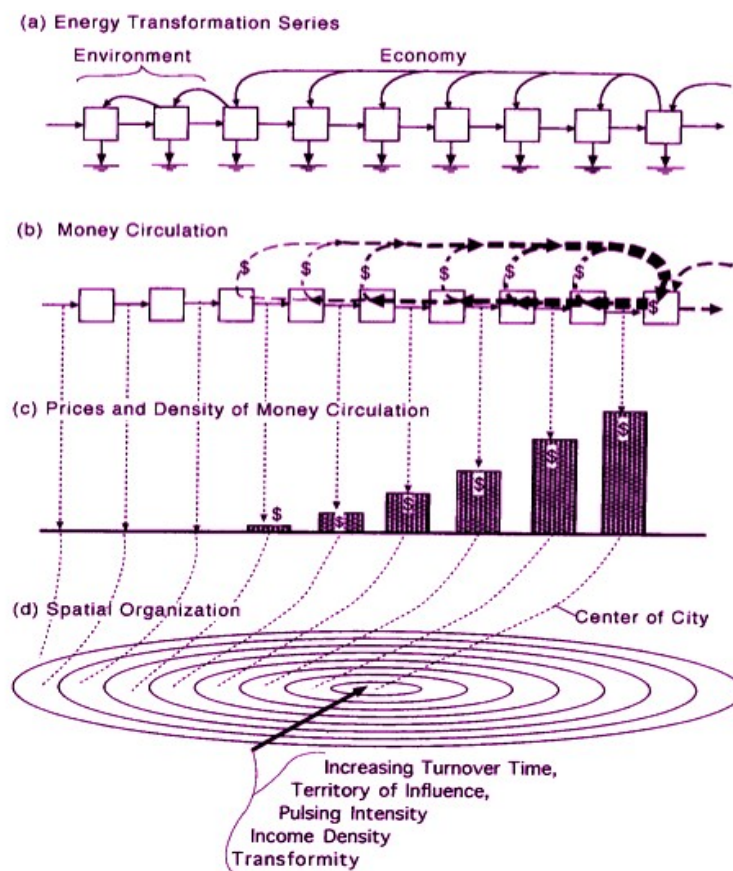 (a) Energy Transformation Series
Environment
Economy
(b) Money Circulation
$ $ $ $ $ $ $
(c) Prices and Density of Money Circulation
$ $ $ $ $ $
(d) Spatial Organization
Center of City
Increasing Turnover Time,
Territory of Influence,
Pulsing Intensity
Income Density
Transformity